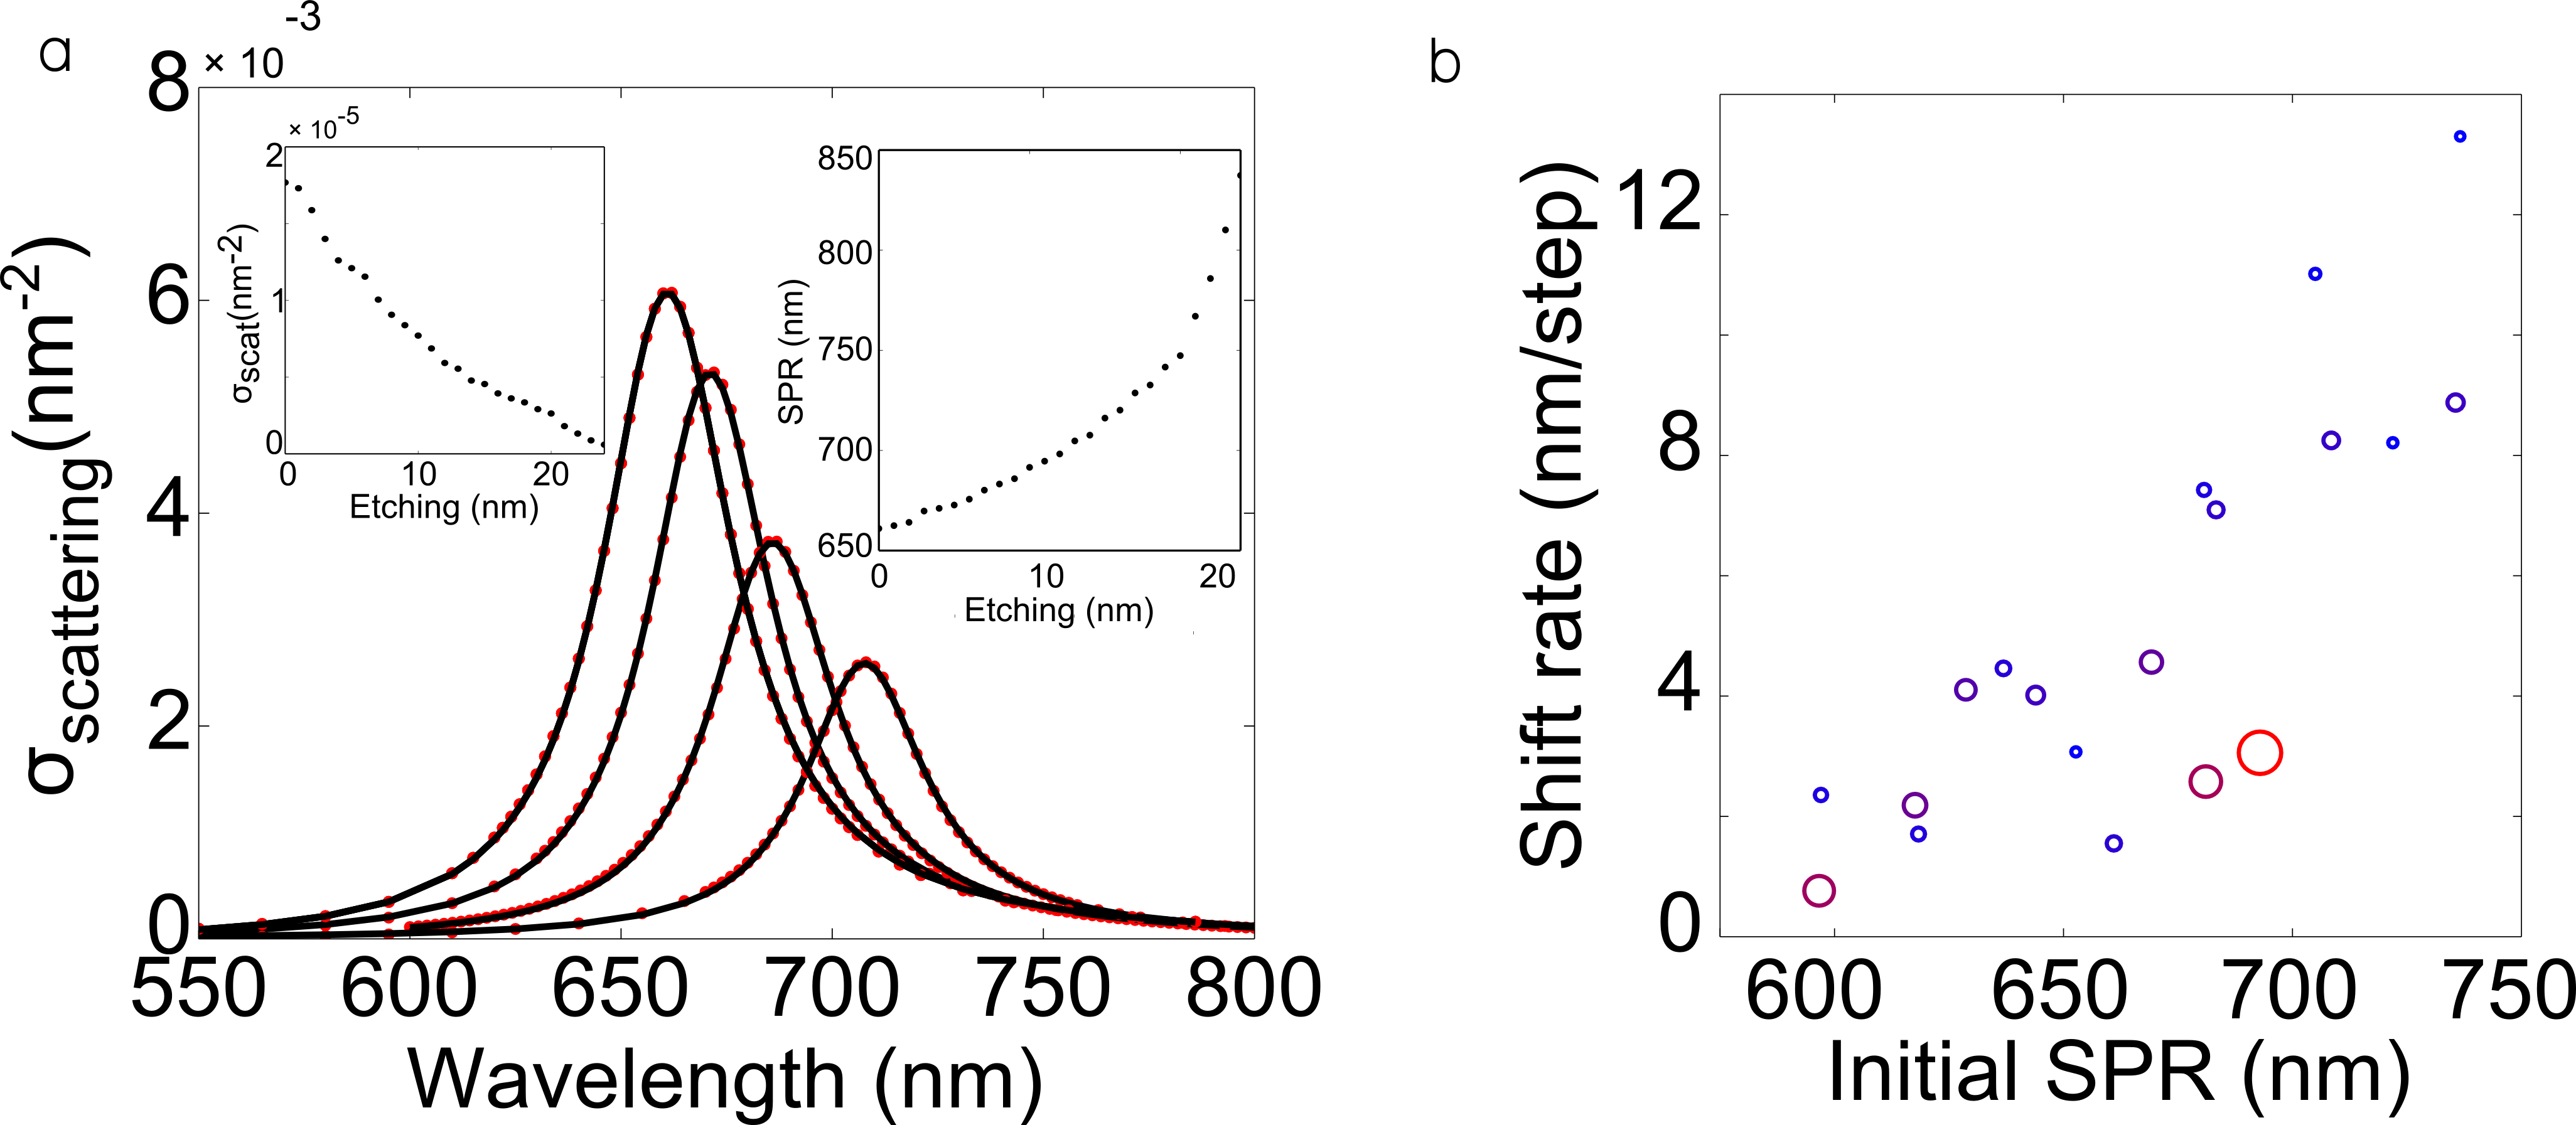 a
8 × 10-3
6
4
2
0
550 600 650 700 750 800
Wavelength (nm)
σscattering(nm-2)
× 10-5
2
1
0
0 10 20
Etching (nm)
σscat(nm-2)
850
800
750
700
650
0 10 20
Etching (nm)
SPR (nm)
b
12
8
4
0
600 650 700 750
Initial SPR (nm)
Shift rate (nm/step)